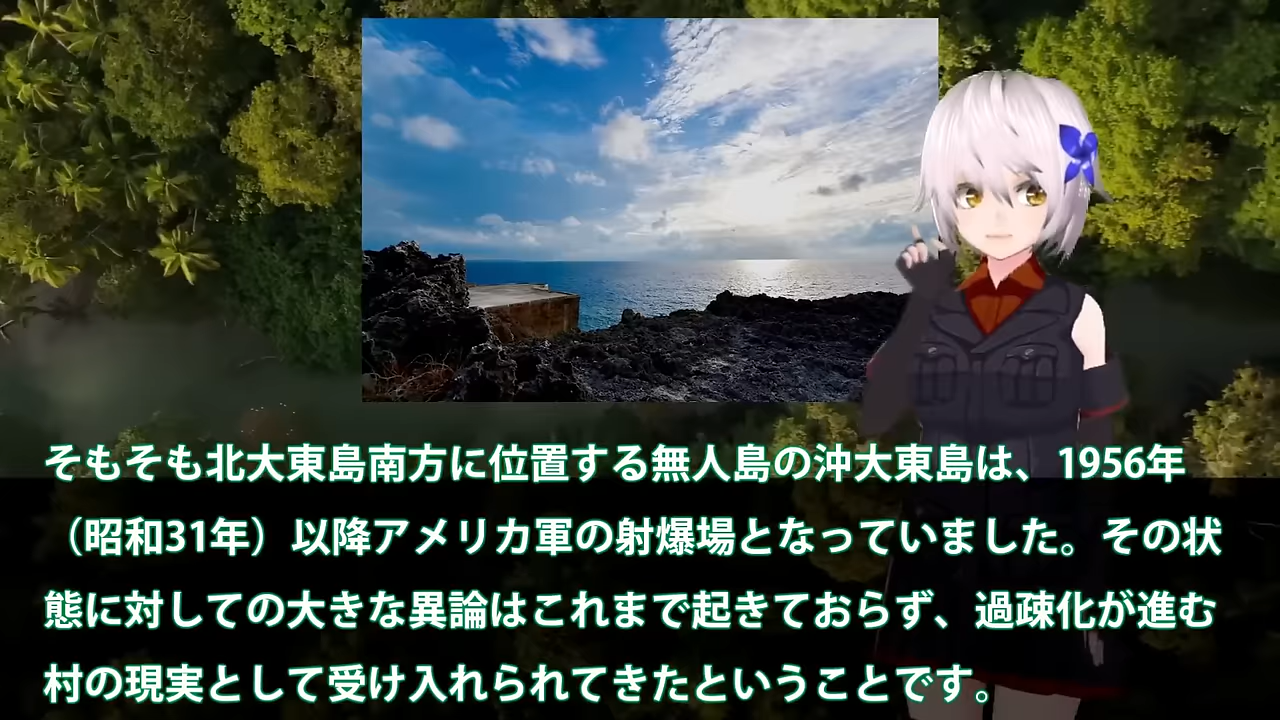 そもそも北大東島南方に位置する無人島の沖大東島は、1956年
（昭和31年）以降アメリカ軍の射爆場となっていました。その状
態に対しての大きな異論はこれまで起きておらず、過疎化が進む
村の現実として受け入れられてきたということです。